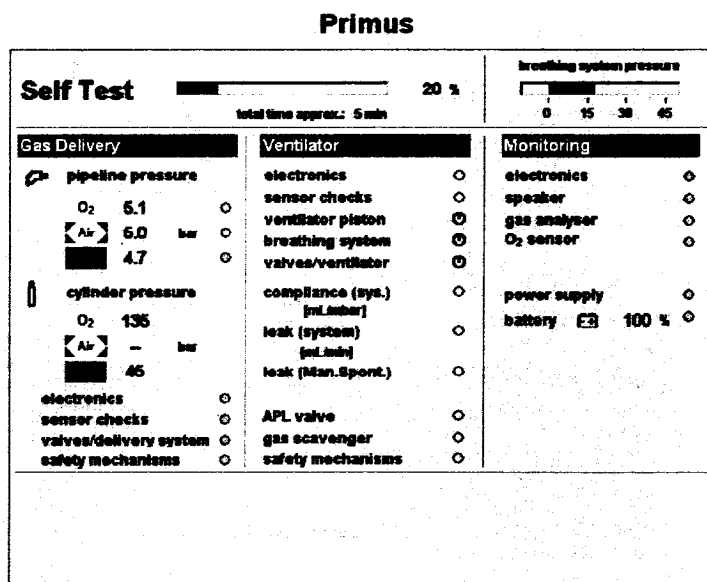 Primus
Self Test
20 %
total time approx.: 5 min
breathing system pressure
0 15 30 45
Gas Delivery
pipeline pressure
O2 5.1
Air 5.0 bar
4.7
cylinder pressure
O2 135
Air -- bar
45
electronics
sensor checks
valves/delivery system
safety mechanisms
Ventilator
electronics
sensor checks
ventilator piston
breathing system
valves/ventilator
compliance (sys.)
[mL/mbar]
leak (system)
[mL/min]
leak (Man.Spont.)
APL valve
gas scavenger
safety mechanisms
Monitoring
electronics
speaker
gas analyser
O2 sensor
power supply
battery 100 %